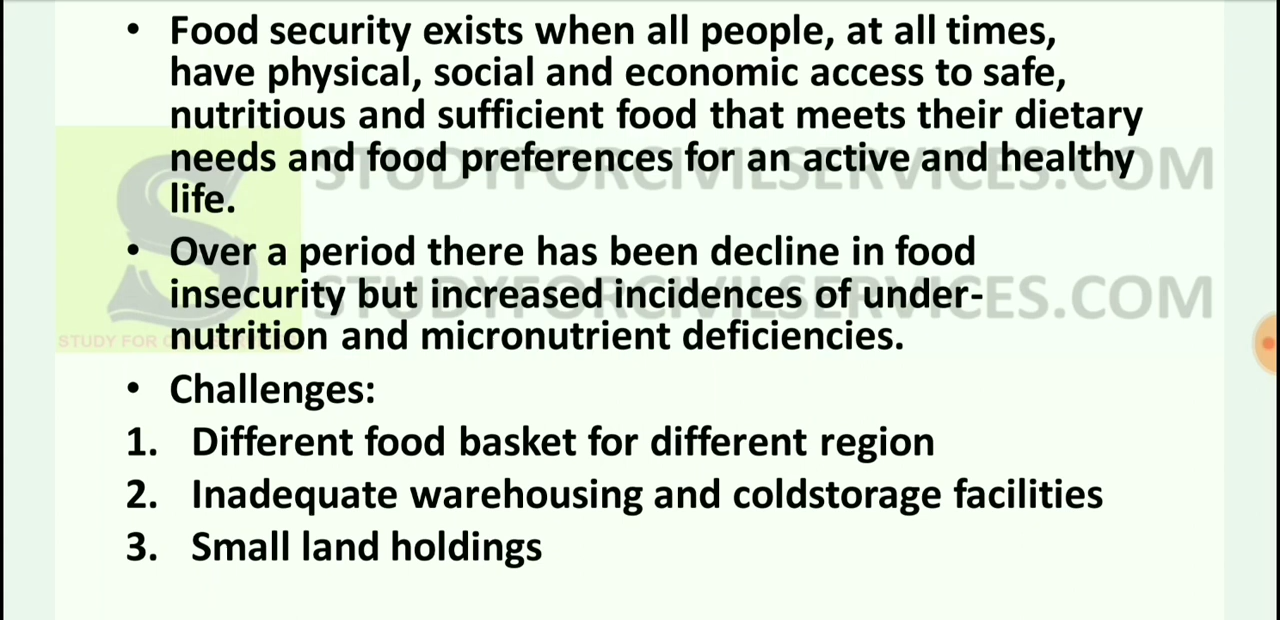 • Food security exists when all people, at all times,
have physical, social and economic access to safe,
nutritious and sufficient food that meets their dietary
needs and food preferences for an active and healthy
life.
STUDYFORCIVILSERVICES.COM
• Over a period there has been decline in food
insecurity but increased incidences of under-
nutrition and micronutrient deficiencies.
STUDYFORCIVILSERVICES.COM
STUDY FOR
• Challenges:
1. Different food basket for different region
2. Inadequate warehousing and coldstorage facilities
3. Small land holdings